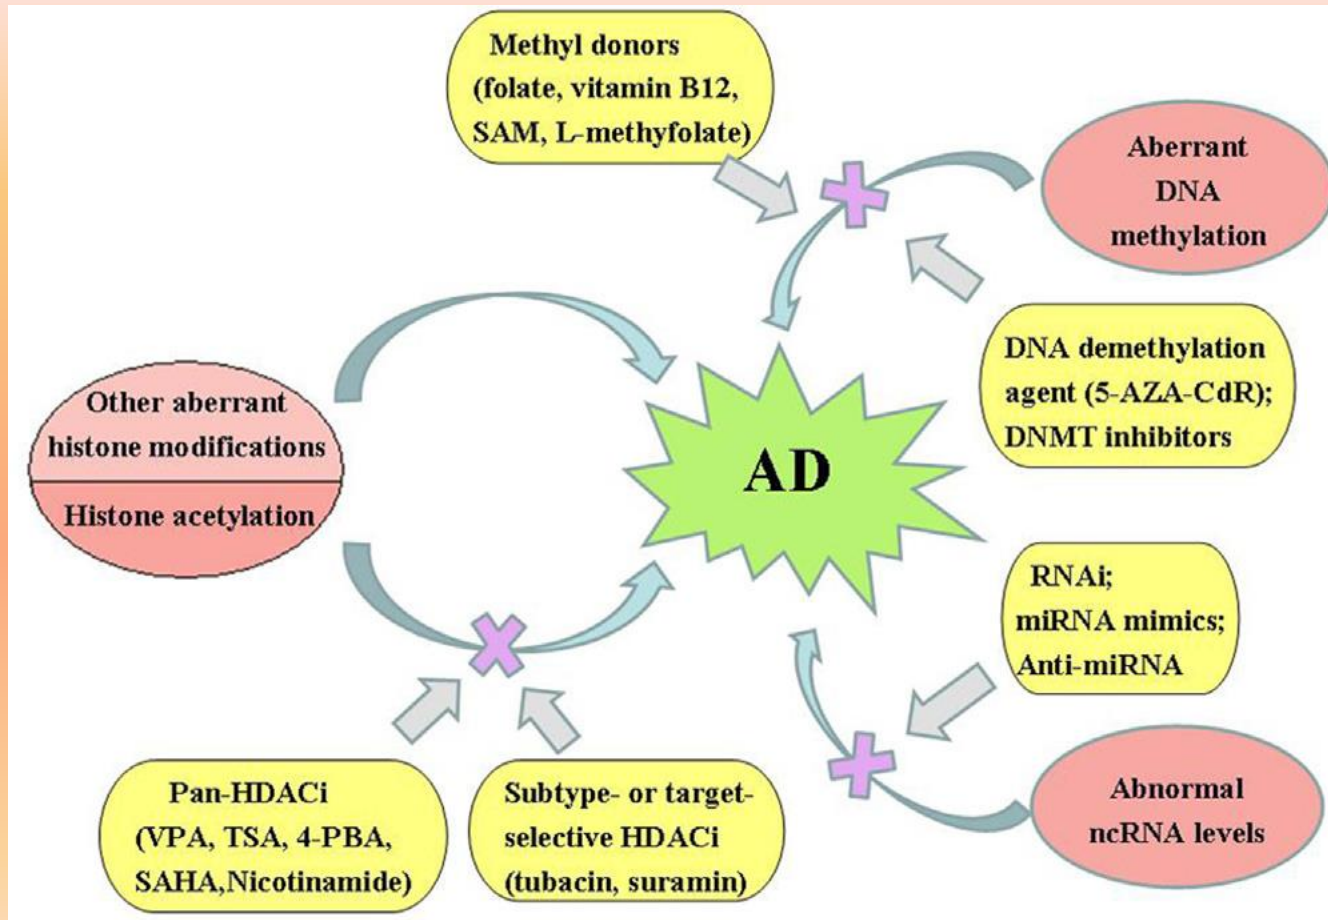 Methyl donors
(folate, vitamin B12,
SAM, L-methyfolate)
Aberrant
DNA
methylation
DNA demethylation
agent (5-AZA-CdR);
DNMT inhibitors
Other aberrant
histone modifications
Histone acetylation
AD
RNAi;
miRNA mimics;
Anti-miRNA
Pan-HDACi
(VPA, TSA, 4-PBA,
SAHA,Nicotinamide)
Subtype- or target-
selective HDACi
(tubacin, suramin)
Abnormal
ncRNA levels